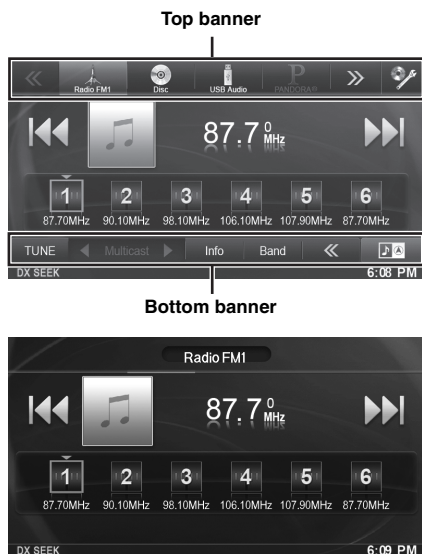 Top banner
Radio FM1 Disc USB Audio PANDORA®
87.7 0 MHz
1 2 3 4 5 6
87.70MHz 90.10MHz 98.10MHz 106.10MHz 107.90MHz 87.70MHz
TUNE Multicast Info Band
DX SEEK 6:08 PM
Bottom banner
Radio FM1
87.7 0 MHz
1 2 3 4 5 6
87.70MHz 90.10MHz 98.10MHz 106.10MHz 107.90MHz 87.70MHz
DX SEEK 6:09 PM